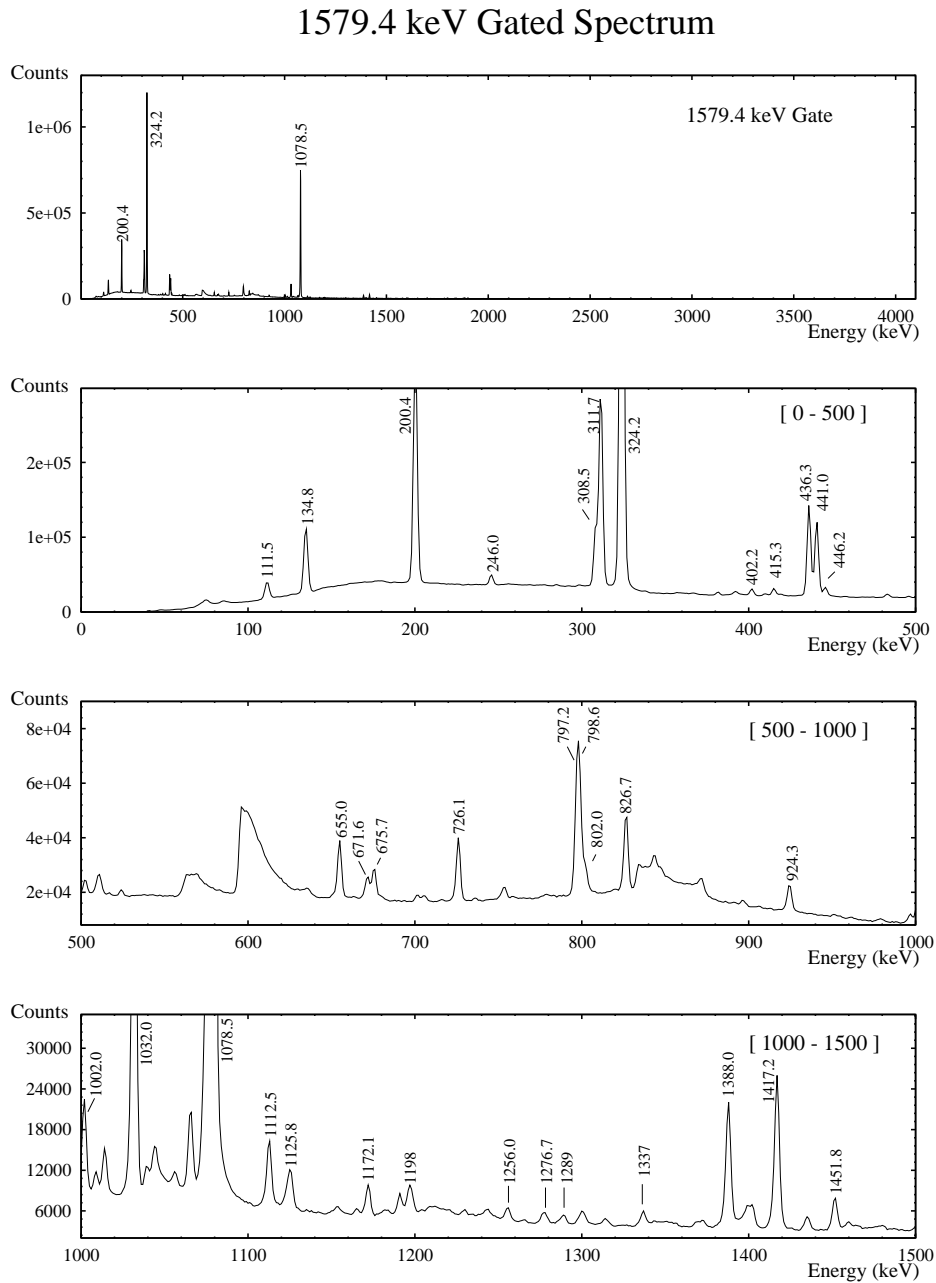 1579.4 keV Gated Spectrum
Counts
1579.4 keV Gate
1e+06
5e+05
0
200.4
324.2
1078.5
500 1000 1500 2000 2500 3000 3500 4000
Energy (keV)
Counts
[ 0 - 500 ]
2e+05
1e+05
0
111.5
134.8
200.4
246.0
308.5
311.7
324.2
402.2
415.3
436.3
441.0
446.2
0 100 200 300 400 500
Energy (keV)
Counts
[ 500 - 1000 ]
8e+04
6e+04
4e+04
2e+04
655.0
671.6
675.7
726.1
797.2
798.6
802.0
826.7
924.3
500 600 700 800 900 1000
Energy (keV)
Counts
[ 1000 - 1500 ]
30000
24000
18000
12000
6000
1002.0
1032.0
1078.5
1112.5
1125.8
1172.1
1198
1256.0
1276.7
1289
1337
1388.0
1417.2
1451.8
1000 1100 1200 1300 1400 1500
Energy (keV)